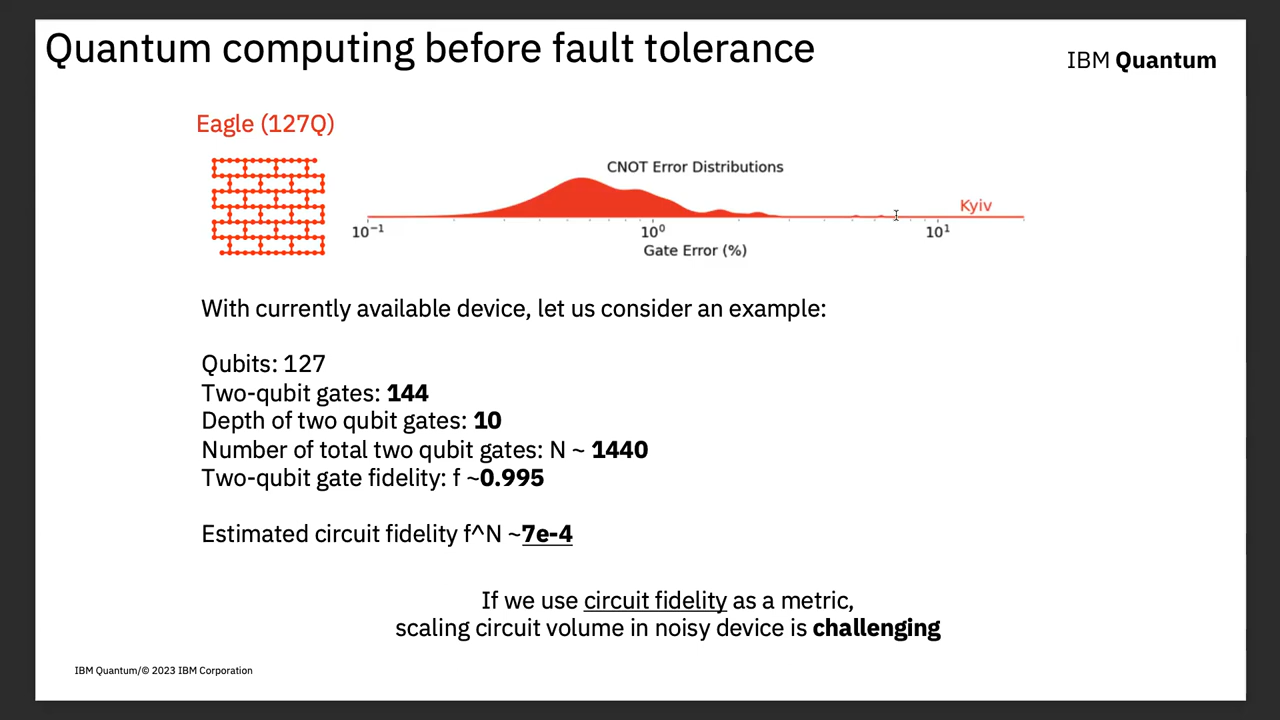 Quantum computing before fault tolerance
IBM Quantum
Eagle (127Q)
CNOT Error Distributions
Kyiv
10⁻¹ 10⁰ 10¹
Gate Error (%)
With currently available device, let us consider an example:
Qubits: 127
Two-qubit gates: 144
Depth of two qubit gates: 10
Number of total two qubit gates: N ~ 1440
Two-qubit gate fidelity: f ~0.995
Estimated circuit fidelity f^N ~7e-4
If we use circuit fidelity as a metric,
scaling circuit volume in noisy device is challenging
IBM Quantum/© 2023 IBM Corporation